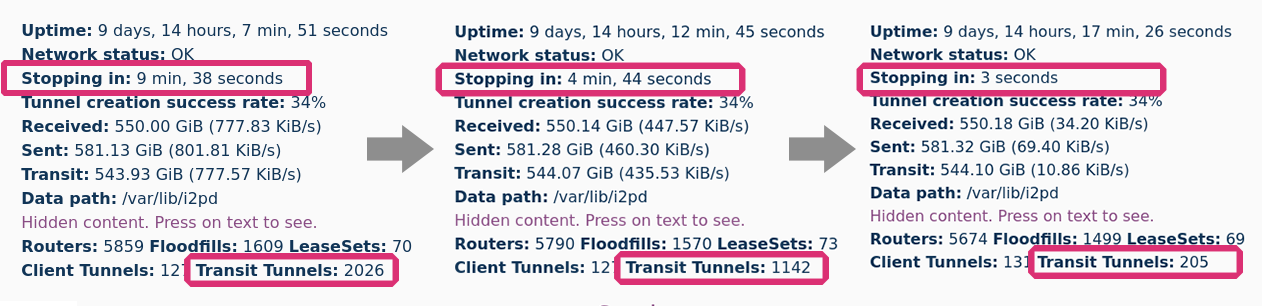 Uptime: 9 days, 14 hours, 7 min, 51 seconds
Network status: OK
Stopping in: 9 min, 38 seconds
Tunnel creation success rate: 34%
Received: 550.00 GiB (777.83 KiB/s)
Sent: 581.13 GiB (801.81 KiB/s)
Transit: 543.93 GiB (777.57 KiB/s)
Data path: /var/lib/i2pd
Hidden content. Press on text to see.
Routers: 5859 Floodfills: 1609 LeaseSets: 70
Client Tunnels: 127 Transit Tunnels: 2026
Uptime: 9 days, 14 hours, 12 min, 45 seconds
Network status: OK
Stopping in: 4 min, 44 seconds
Tunnel creation success rate: 34%
Received: 550.14 GiB (447.57 KiB/s)
Sent: 581.28 GiB (460.30 KiB/s)
Transit: 544.07 GiB (435.53 KiB/s)
Data path: /var/lib/i2pd
Hidden content. Press on text to see.
Routers: 5790 Floodfills: 1570 LeaseSets: 73
Client Tunnels: 127 Transit Tunnels: 1142
Uptime: 9 days, 14 hours, 17 min, 26 seconds
Network status: OK
Stopping in: 3 seconds
Tunnel creation success rate: 34%
Received: 550.18 GiB (34.20 KiB/s)
Sent: 581.32 GiB (69.40 KiB/s)
Transit: 544.10 GiB (10.86 KiB/s)
Data path: /var/lib/i2pd
Hidden content. Press on text to see.
Routers: 5674 Floodfills: 1499 LeaseSets: 69
Client Tunnels: 131 Transit Tunnels: 205